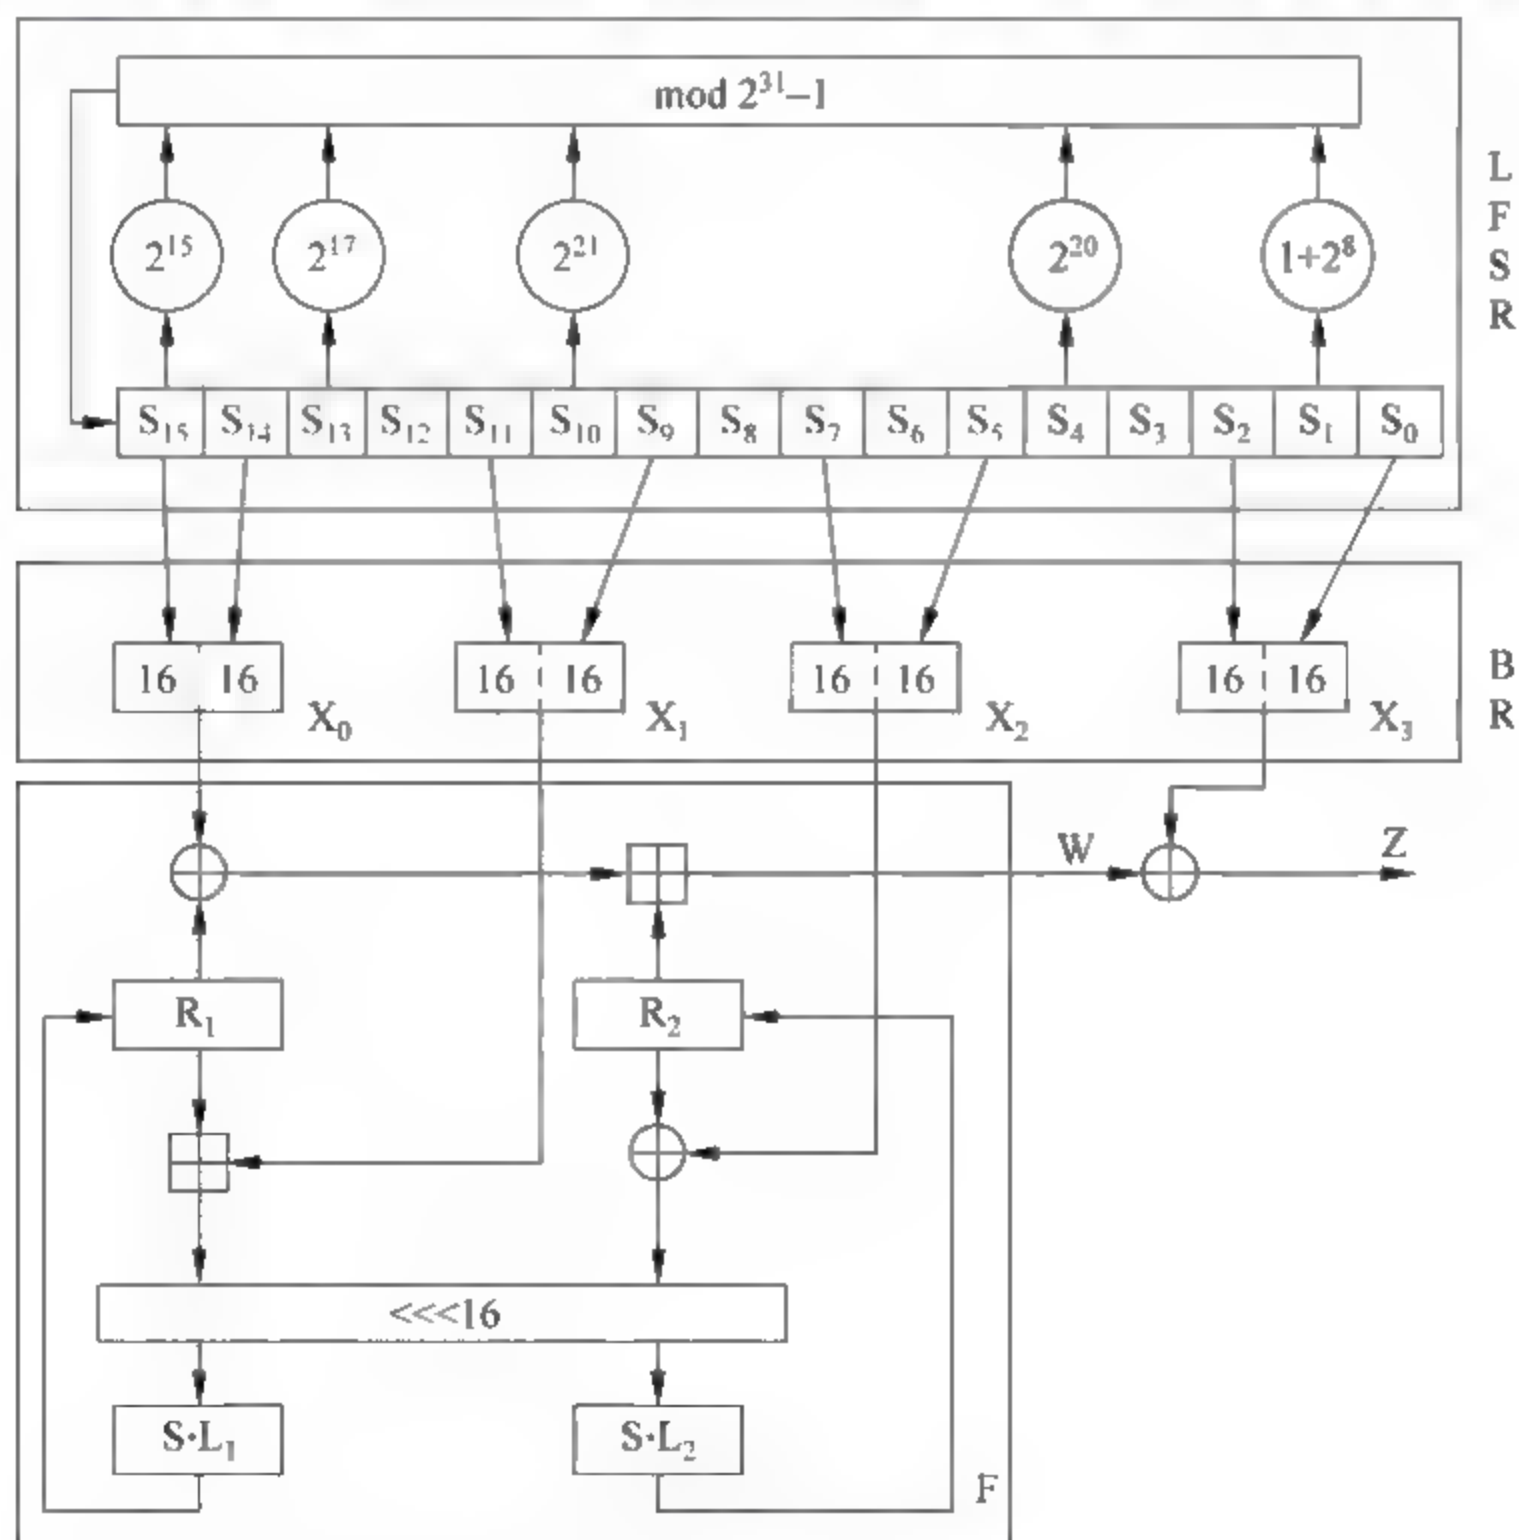 mod 2³¹–1
L
F
S
R
2¹⁵ 2¹⁷ 2²¹ 2²⁰ 1+2⁸
S₁₅ S₁₄ S₁₃ S₁₂ S₁₁ S₁₀ S₉ S₈ S₇ S₆ S₅ S₄ S₃ S₂ S₁ S₀
16 16 16 16 16 16 16 16
X₀ X₁ X₂ X₃
B
R
W Z
R₁ R₂
<<<16
S·L₁ S·L₂
F